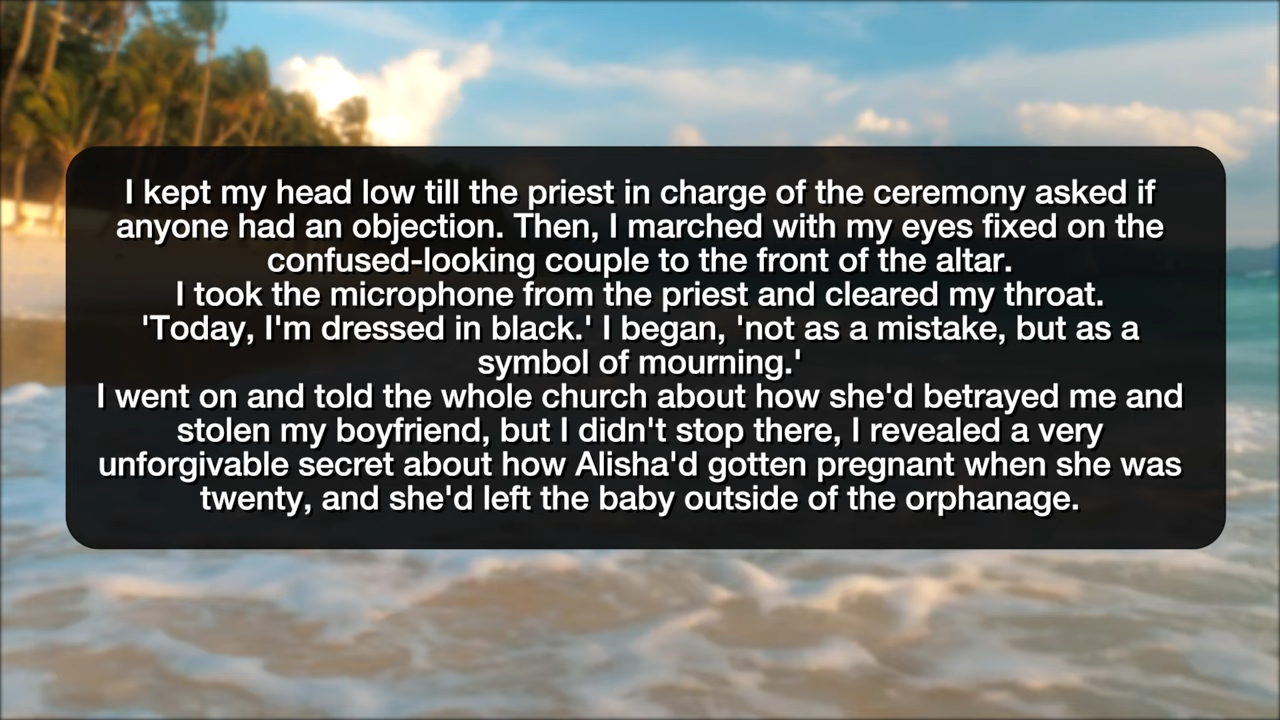 I kept my head low till the priest in charge of the ceremony asked if
anyone had an objection. Then, I marched with my eyes fixed on the
confused-looking couple to the front of the altar.
I took the microphone from the priest and cleared my throat.
'Today, I'm dressed in black.' I began, 'not as a mistake, but as a
symbol of mourning.'
I went on and told the whole church about how she'd betrayed me and
stolen my boyfriend, but I didn't stop there, I revealed a very
unforgivable secret about how Alisha'd gotten pregnant when she was
twenty, and she'd left the baby outside of the orphanage.